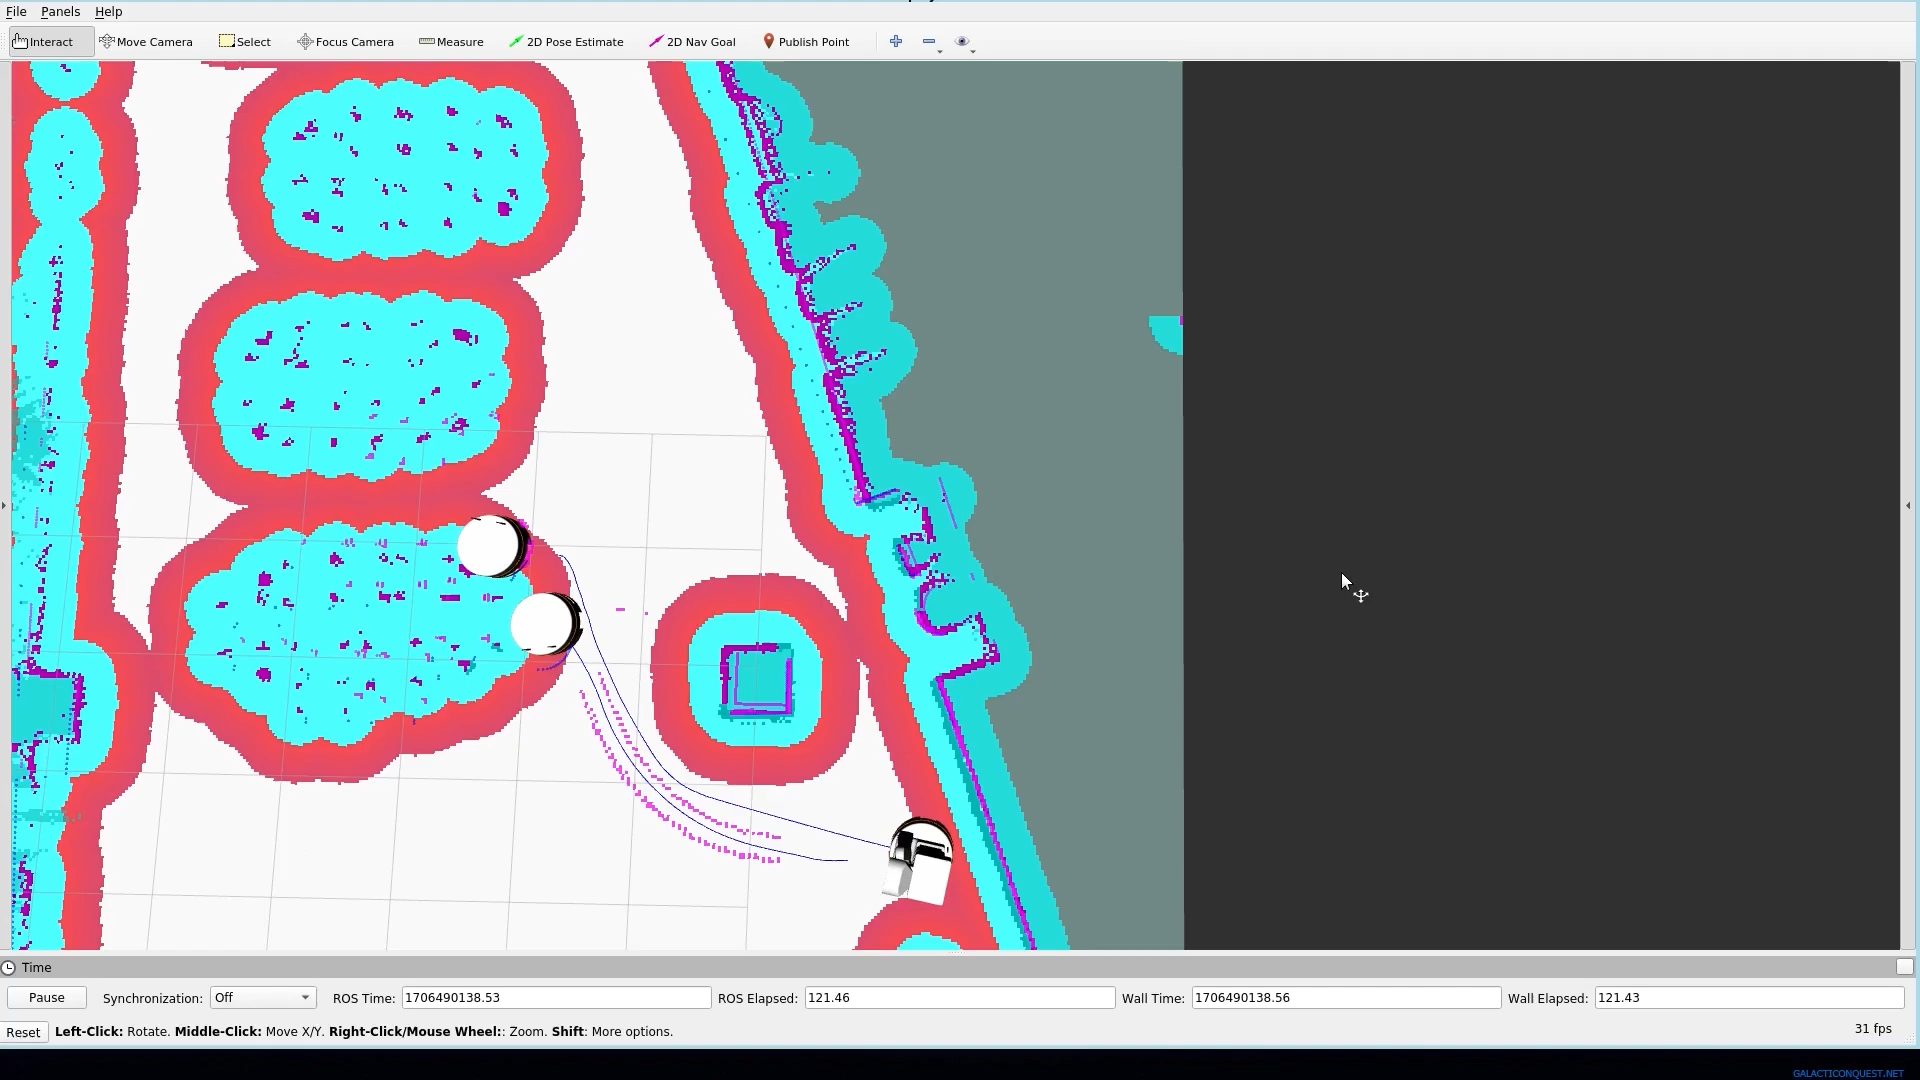 File Panels Help
Interact Move Camera Select Focus Camera Measure 2D Pose Estimate 2D Nav Goal Publish Point
Time
Pause Synchronization: Off ROS Time: 1706490138.53 ROS Elapsed: 121.46 Wall Time: 1706490138.56 Wall Elapsed: 121.43
Reset Left-Click: Rotate. Middle-Click: Move X/Y. Right-Click/Mouse Wheel:: Zoom. Shift: More options. 31 fps
GALACTICONQUEST.NET